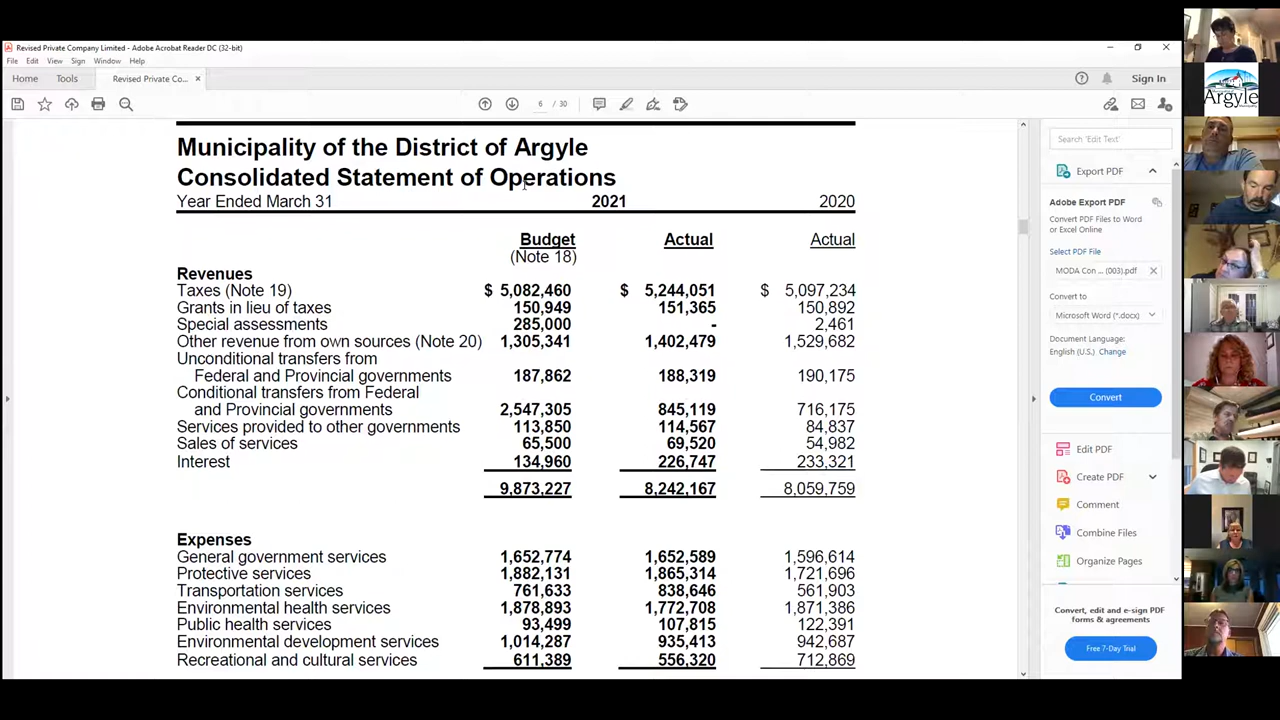 Revised Private Company Limited - Adobe Acrobat Reader DC (32-bit)
File Edit View Sign Window Help
Home Tools Revised Private Co... × Sign In
6 / 30
Municipality of the District of Argyle
Consolidated Statement of Operations
Year Ended March 31 2021 2020
Budget Actual Actual
(Note 18)
Revenues
Taxes (Note 19) $ 5,082,460 $ 5,244,051 $ 5,097,234
Grants in lieu of taxes 150,949 151,365 150,892
Special assessments 285,000 - 2,461
Other revenue from own sources (Note 20) 1,305,341 1,402,479 1,529,682
Unconditional transfers from
Federal and Provincial governments 187,862 188,319 190,175
Conditional transfers from Federal
and Provincial governments 2,547,305 845,119 716,175
Services provided to other governments 113,850 114,567 84,837
Sales of services 65,500 69,520 54,982
Interest 134,960 226,747 233,321
9,873,227 8,242,167 8,059,759
Expenses
General government services 1,652,774 1,652,589 1,596,614
Protective services 1,882,131 1,865,314 1,721,696
Transportation services 761,633 838,646 561,903
Environmental health services 1,878,893 1,772,708 1,871,386
Public health services 93,499 107,815 122,391
Environmental development services 1,014,287 935,413 942,687
Recreational and cultural services 611,389 556,320 712,869
Search 'Edit Text'
Export PDF
Adobe Export PDF
Convert PDF Files to Word
or Excel Online
Select PDF File
MODA Con ... (003).pdf ×
Convert to
Microsoft Word (*.docx)
Document Language:
English (U.S.) Change
Convert
Edit PDF
Create PDF
Comment
Combine Files
Organize Pages
Convert, edit and e-sign PDF
forms & agreements
Free 7-Day Trial
Argyle